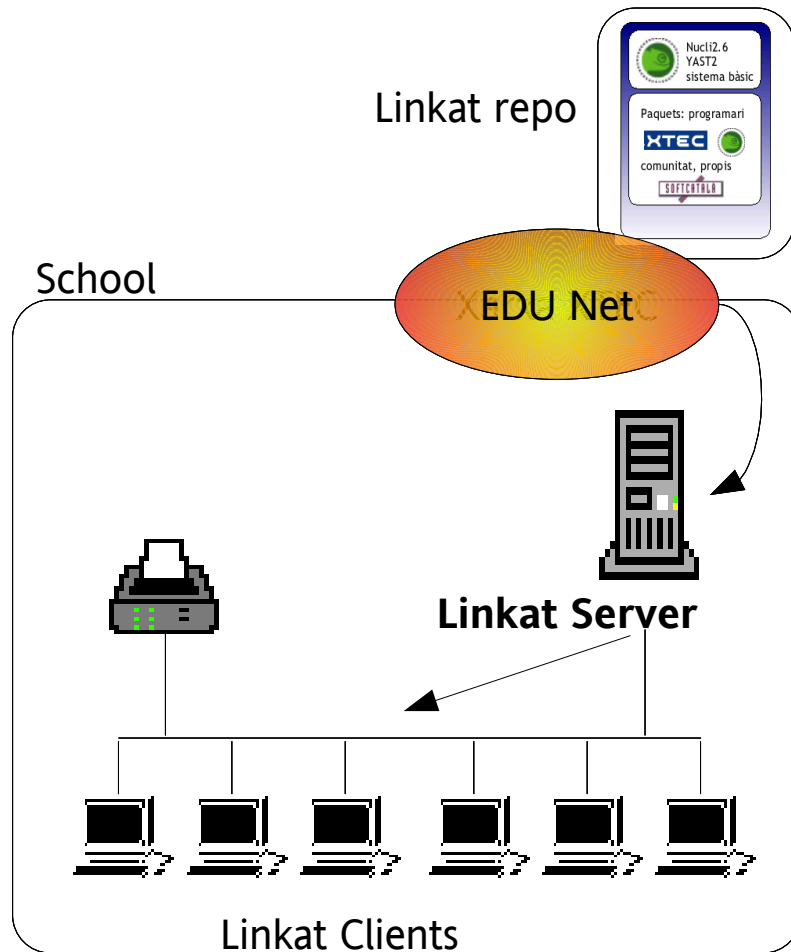 Nucli2.6
YAST2
sistema bàsic
Linkat repo
Paquets: programari
XTEC
comunitat, propis
SOFTCATALA
School
EDU Net
Linkat Server
Linkat Clients